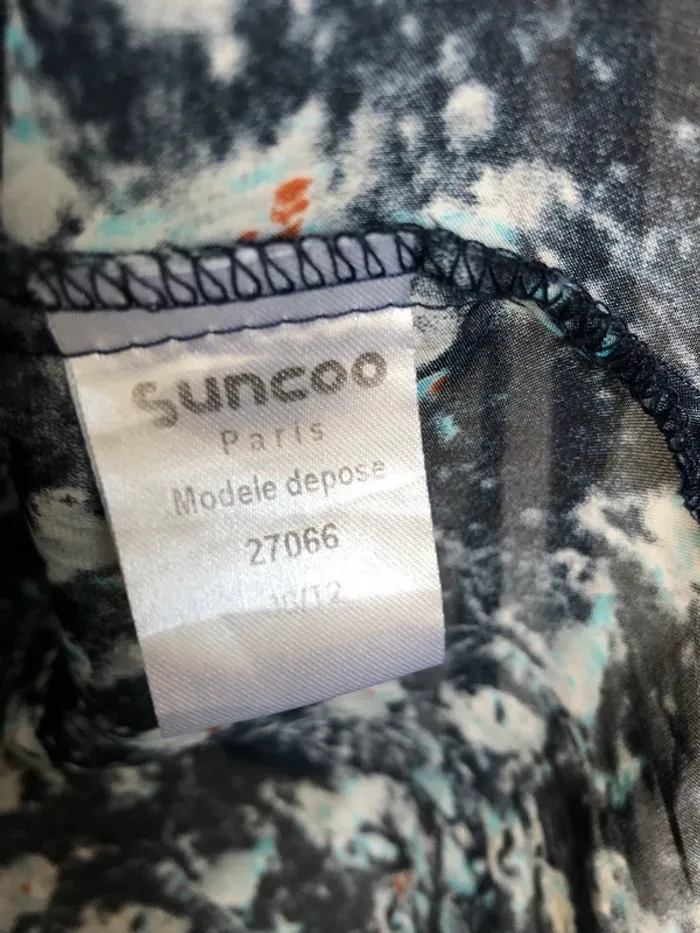 suncoo
Paris
Modele depose
27066